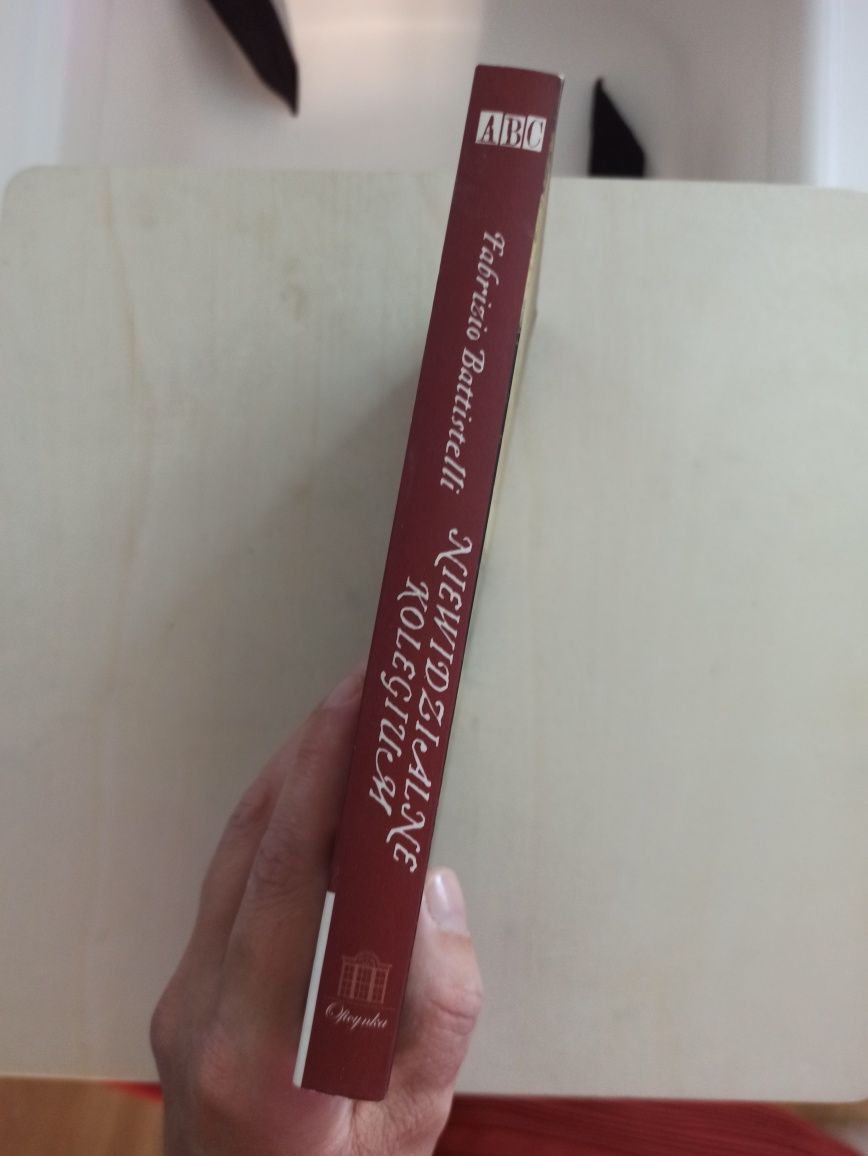 ABC
Fabrizio Battistelli
NIEWIDZIALNE
KOLEGIUM
Oficynka